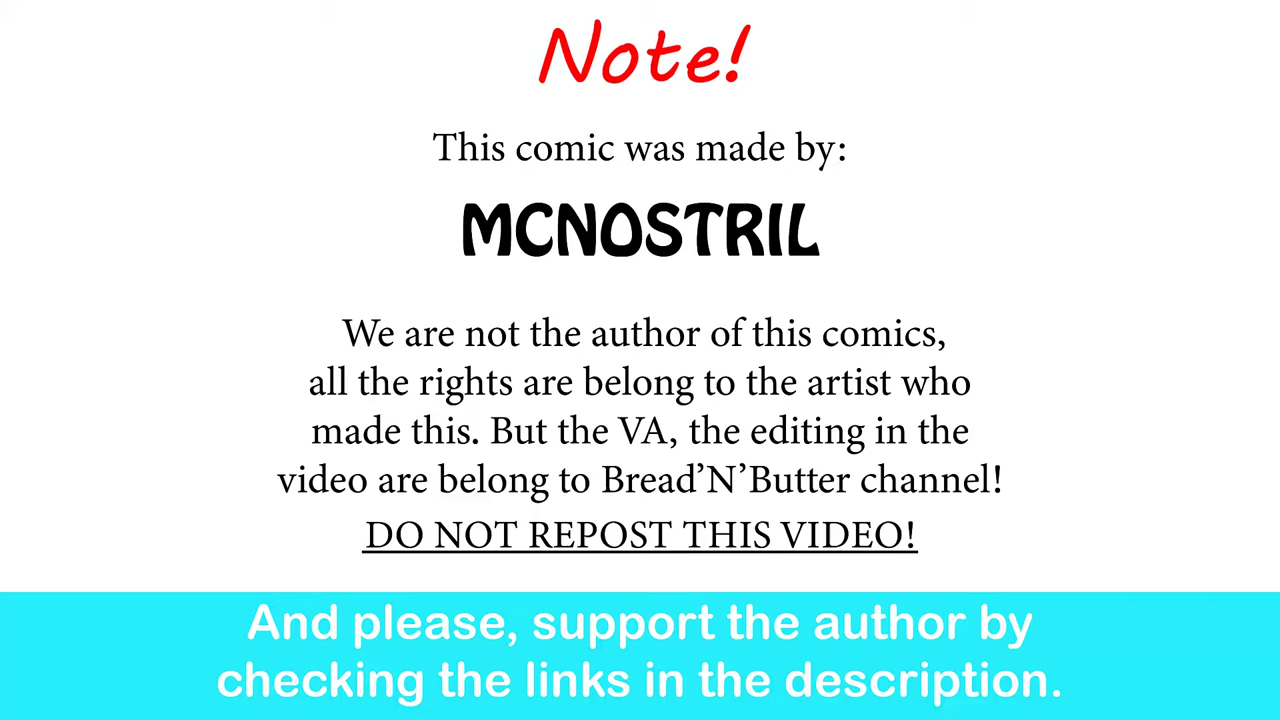 Note!
This comic was made by:
MCNOSTRIL
We are not the author of this comics,
all the rights are belong to the artist who
made this. But the VA, the editing in the
video are belong to Bread’N’Butter channel!
DO NOT REPOST THIS VIDEO!
And please, support the author by
checking the links in the description.